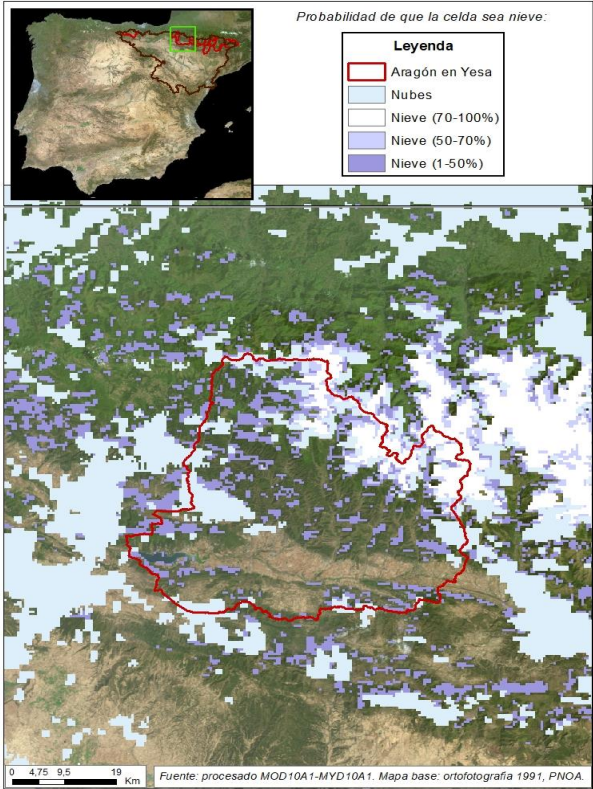 Probabilidad de que la celda sea nieve:
Leyenda
Aragón en Yesa
Nubes
Nieve (70-100%)
Nieve (50-70%)
Nieve (1-50%)
0 4,75 9,5 19
Km
Fuente: procesado MOD10A1-MYD10A1. Mapa base: ortofotografia 1991, PNOA.